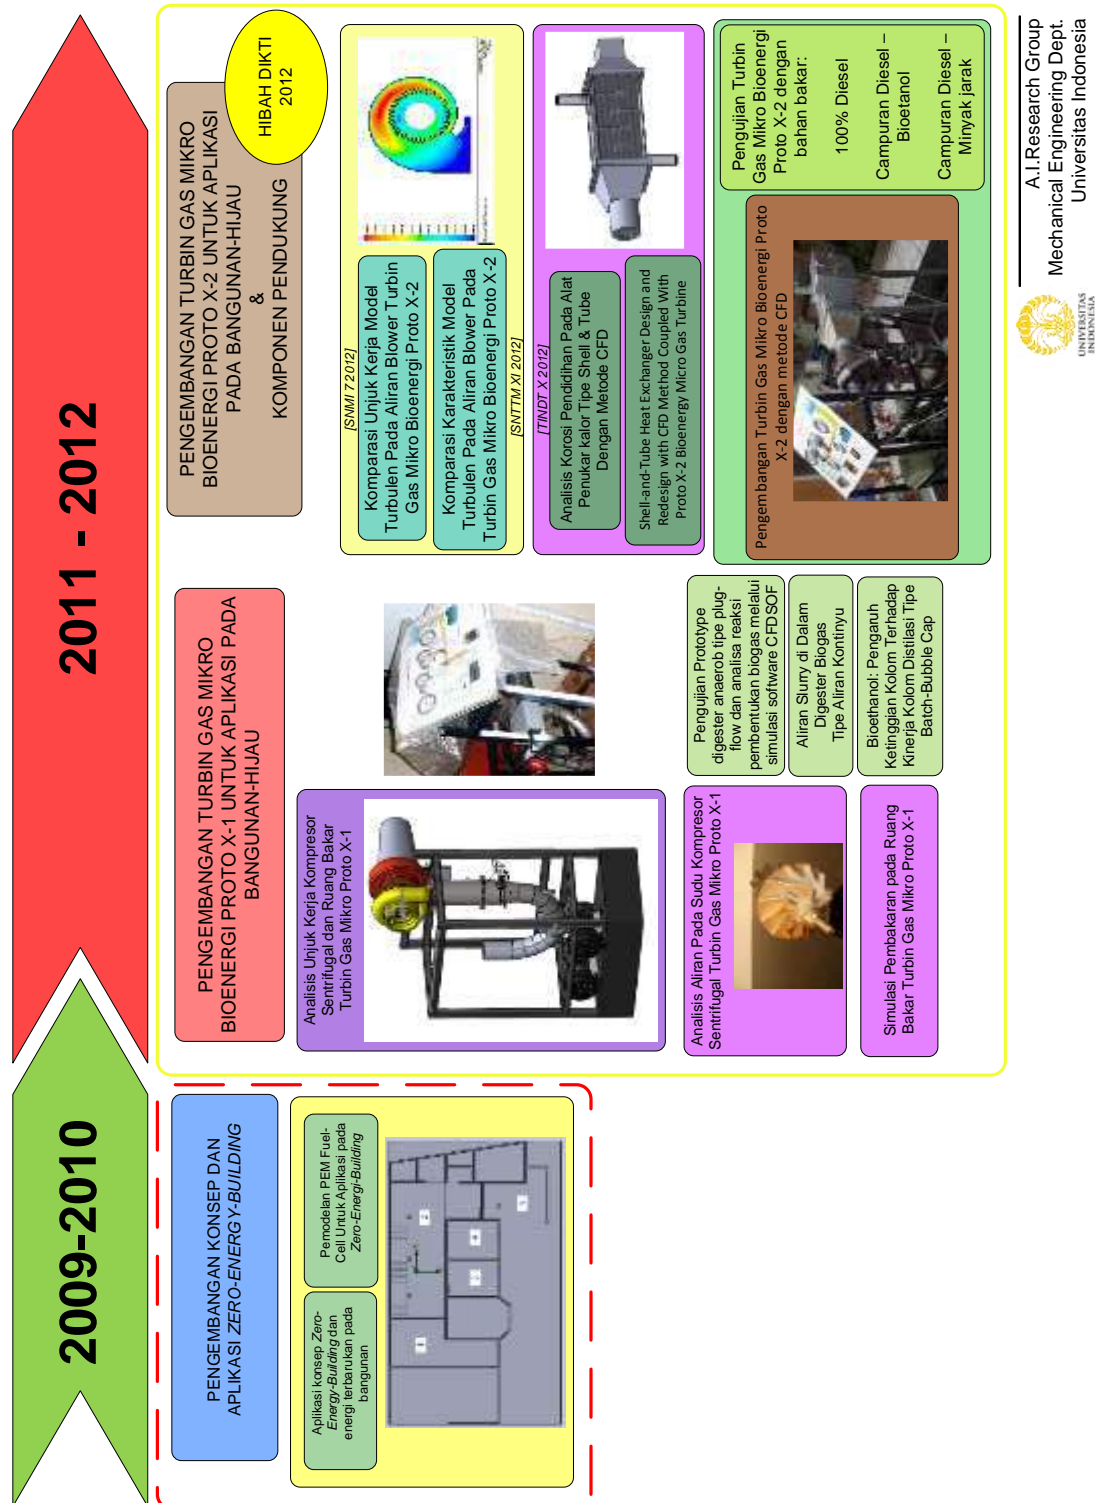 2009-2010
2011 - 2012
PENGEMBANGAN KONSEP DAN
APLIKASI ZERO-ENERGY-BUILDING
Aplikasi konsep Zero-
Energy-Building dan
energi terbarukan pada
bangunan
Pemodelan PEM Fuel-
Cell Untuk Aplikasi pada
Zero-Energi-Building
PENGEMBANGAN TURBIN GAS MIKRO
BIOENERGI PROTO X-1 UNTUK APLIKASI PADA
BANGUNAN-HIJAU
Analisis Unjuk Kerja Kompresor
Sentrifugal dan Ruang Bakar
Turbin Gas Mikro Proto X-1
Analisis Aliran Pada Sudu Kompresor
Sentrifugal Turbin Gas Mikro Proto X-1
Simulasi Pembakaran pada Ruang
Bakar Turbin Gas Mikro Proto X-1
Pengujian Prototype
digester anaerob tipe plug-
flow dan analisa reaksi
pembentukan biogas melalui
simulasi software CFDSOF
Aliran Slurry di Dalam
Digester Biogas
Tipe Aliran Kontinyu
Bioethanol: Pengaruh
Ketinggian Kolom Terhadap
Kinerja Kolom Distilasi Tipe
Batch-Bubble Cap
PENGEMBANGAN TURBIN GAS MIKRO
BIOENERGI PROTO X-2 UNTUK APLIKASI
PADA BANGUNAN-HIJAU
&
KOMPONEN PENDUKUNG
HIBAH DIKTI
2012
[SNMI 7 2012]
Komparasi Unjuk Kerja Model
Turbulen Pada Aliran Blower Turbin
Gas Mikro Bioenergi Proto X-2
Komparasi Karakteristik Model
Turbulen Pada Aliran Blower Pada
Turbin Gas Mikro Bioenergi Proto X-2
[SNTTM XI 2012]
[TINDT X 2012]
Analisis Korosi Pendidihan Pada Alat
Penukar kalor Tipe Shell & Tube
Dengan Metode CFD
Shell-and-Tube Heat Exchanger Design and
Redesign with CFD Method Coupled With
Proto X-2 Bioenergy Micro Gas Turbine
Pengembangan Turbin Gas Mikro Bioenergi Proto
X-2 dengan metode CFD
Pengujian Turbin
Gas Mikro Bioenergi
Proto X-2 dengan
bahan bakar:
100% Diesel
Campuran Diesel –
Bioetanol
Campuran Diesel –
Minyak jarak
UNIVERSITAS
INDONESIA
A.I.Research Group
Mechanical Engineering Dept.
Universitas Indonesia